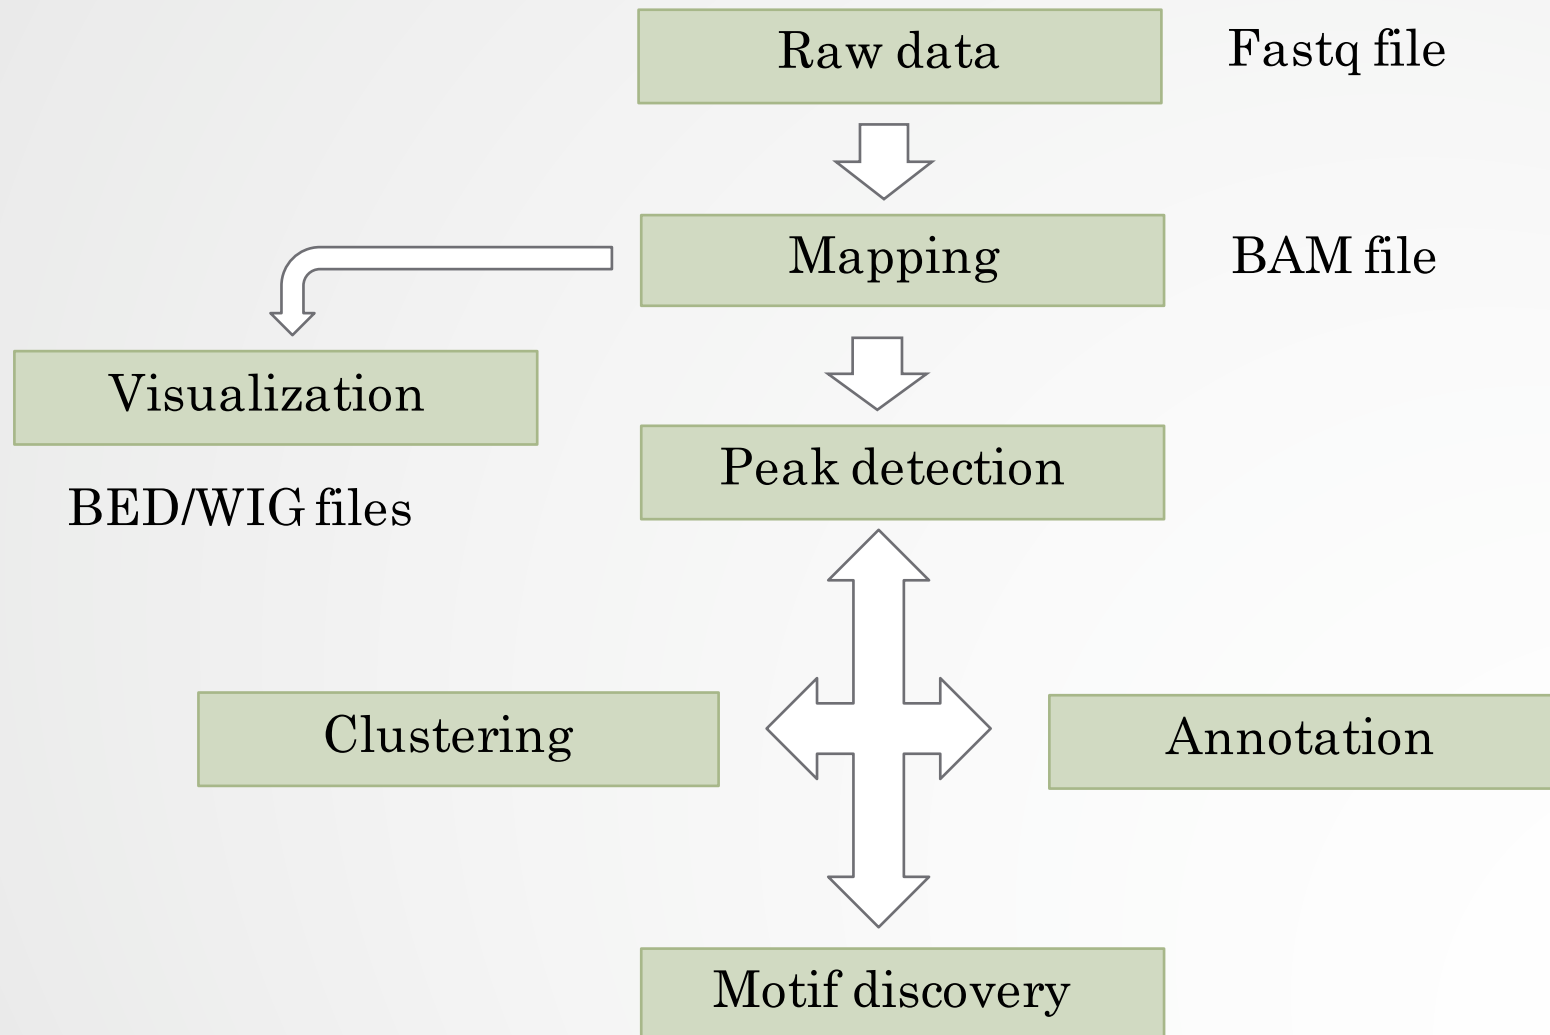 Raw data
Fastq file
Mapping
BAM file
Visualization
Peak detection
BED/WIG files
Clustering
Annotation
Motif discovery